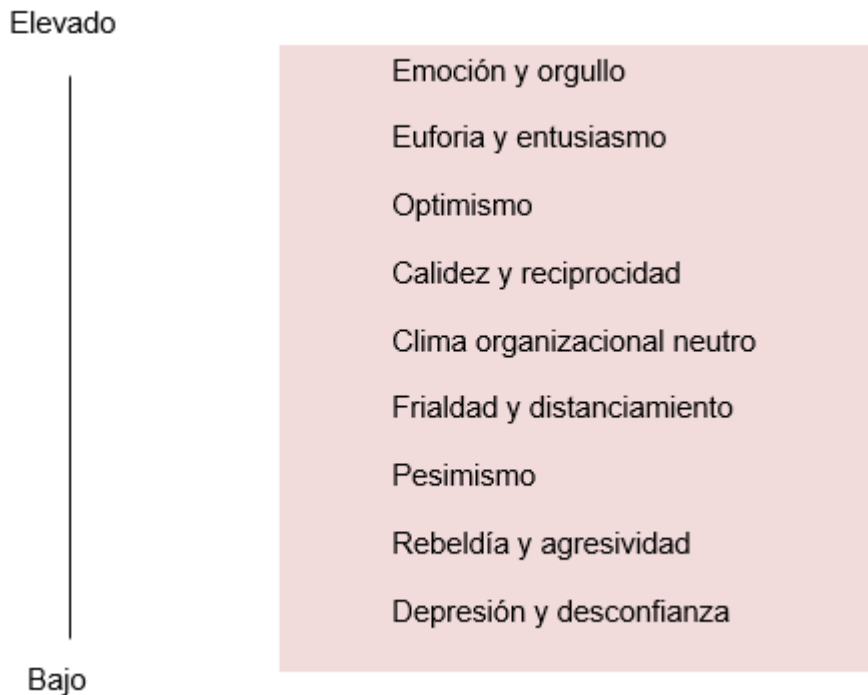 Elevado
Emoción y orgullo
Euforia y entusiasmo
Optimismo
Calidez y reciprocidad
Clima organizacional neutro
Frialdad y distanciamiento
Pesimismo
Rebeldía y agresividad
Depresión y desconfianza
Bajo